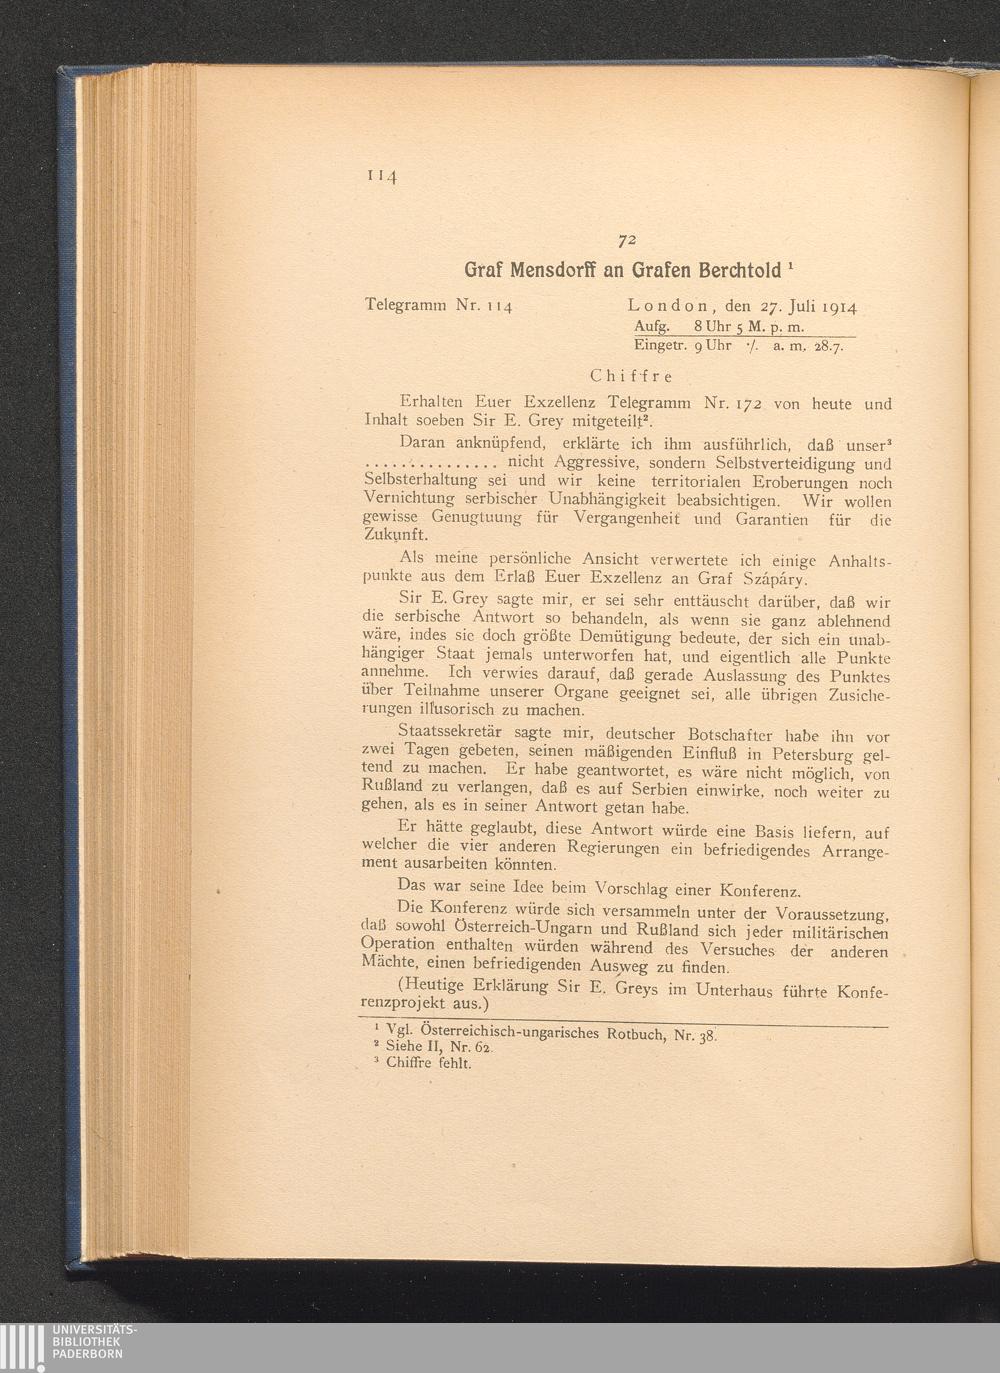 114
72
Graf Mensdorff an Grafen Berchtold ¹
Telegramm Nr. 114
London, den 27. Juli 1914
Aufg. 8 Uhr 5 M. p. m.
Eingetr. 9 Uhr ·/. a. m. 28.7.
Chiffre
Erhalten Euer Exzellenz Telegramm Nr. 172 von heute und
Inhalt soeben Sir E. Grey mitgeteilt².
Daran anknüpfend, erklärte ich ihm ausführlich, daß unser³
............... nicht Aggressive, sondern Selbstverteidigung und
Selbsterhaltung sei und wir keine territorialen Eroberungen noch
Vernichtung serbischer Unabhängigkeit beabsichtigen. Wir wollen
gewisse Genugtuung für Vergangenheit und Garantien für die
Zukunft.
Als meine persönliche Ansicht verwertete ich einige Anhalts-
punkte aus dem Erlaß Euer Exzellenz an Graf Szápáry.
Sir E. Grey sagte mir, er sei sehr enttäuscht darüber, daß wir
die serbische Antwort so behandeln, als wenn sie ganz ablehnend
wäre, indes sie doch größte Demütigung bedeute, der sich ein unab-
hängiger Staat jemals unterworfen hat, und eigentlich alle Punkte
annehme. Ich verwies darauf, daß gerade Auslassung des Punktes
über Teilnahme unserer Organe geeignet sei, alle übrigen Zusiche-
rungen illusorisch zu machen.
Staatssekretär sagte mir, deutscher Botschafter habe ihn vor
zwei Tagen gebeten, seinen mäßigenden Einfluß in Petersburg gel-
tend zu machen. Er habe geantwortet, es wäre nicht möglich, von
Rußland zu verlangen, daß es auf Serbien einwirke, noch weiter zu
gehen, als es in seiner Antwort getan habe.
Er hätte geglaubt, diese Antwort würde eine Basis liefern, auf
welcher die vier anderen Regierungen ein befriedigendes Arrange-
ment ausarbeiten könnten.
Das war seine Idee beim Vorschlag einer Konferenz.
Die Konferenz würde sich versammeln unter der Voraussetzung,
daß sowohl Österreich-Ungarn und Rußland sich jeder militärischen
Operation enthalten würden während des Versuches der anderen
Mächte, einen befriedigenden Ausweg zu finden.
(Heutige Erklärung Sir E. Greys im Unterhaus führte Konfe-
renzprojekt aus.)
¹ Vgl. Österreichisch-ungarisches Rotbuch, Nr. 38.
² Siehe II, Nr. 62.
³ Chiffre fehlt.
UNIVERSITÄTS-
BIBLIOTHEK
PADERBORN